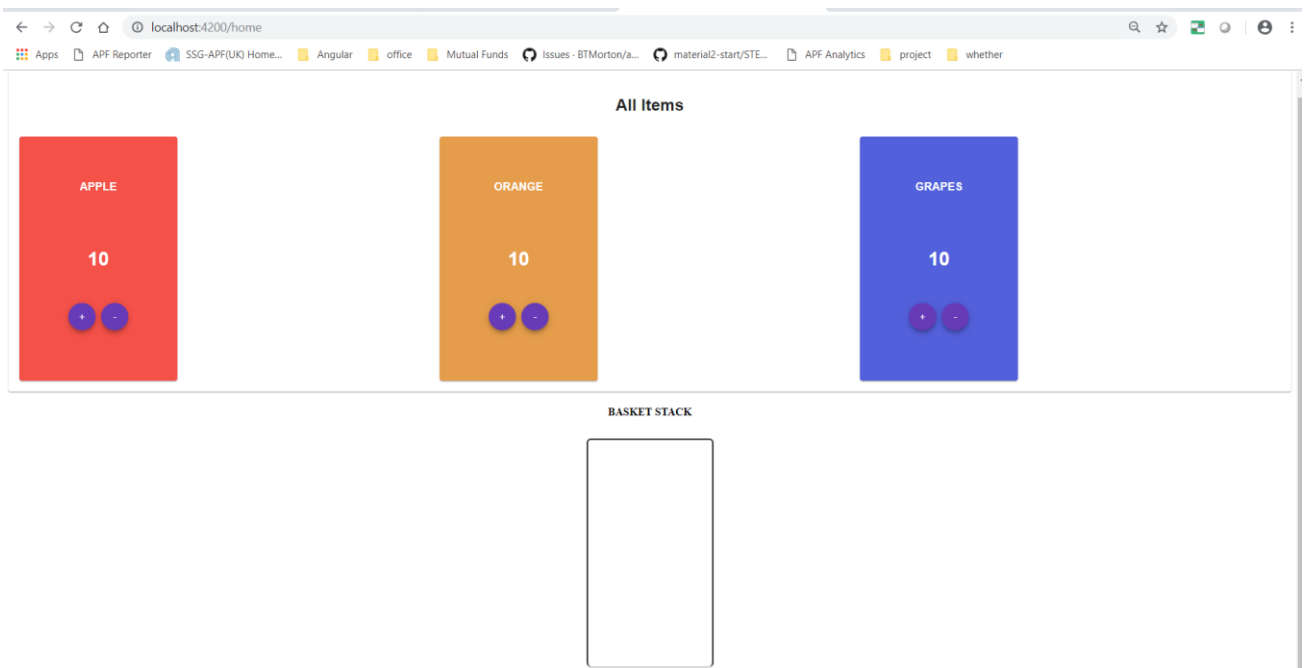 localhost:4200/home
Apps APF Reporter SSG-APF(UK) Home... Angular office Mutual Funds Issues · BTMorton/a... material2-start/STE... APF Analytics project whether
All Items
APPLE ORANGE GRAPES
10 10 10
+ - + - + -
BASKET STACK